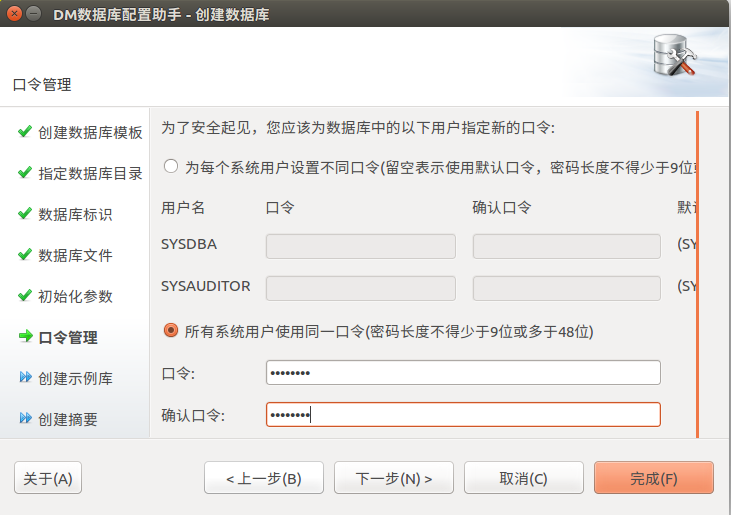 DM数据库配置助手 - 创建数据库
口令管理
创建数据库模板
指定数据库目录
数据库标识
数据库文件
初始化参数
口令管理
创建示例库
创建摘要
为了安全起见，您应该为数据库中的以下用户指定新的口令:
为每个系统用户设置不同口令(留空表示使用默认口令，密码长度不得少于9位或
用户名 口令 确认口令 默认
SYSDBA (SY
SYSAUDITOR (SY
所有系统用户使用同一口令(密码长度不得少于9位或多于48位)
口令: ••••••••
确认口令: ••••••••
关于(A) < 上一步(B) 下一步(N) > 取消(C) 完成(F)